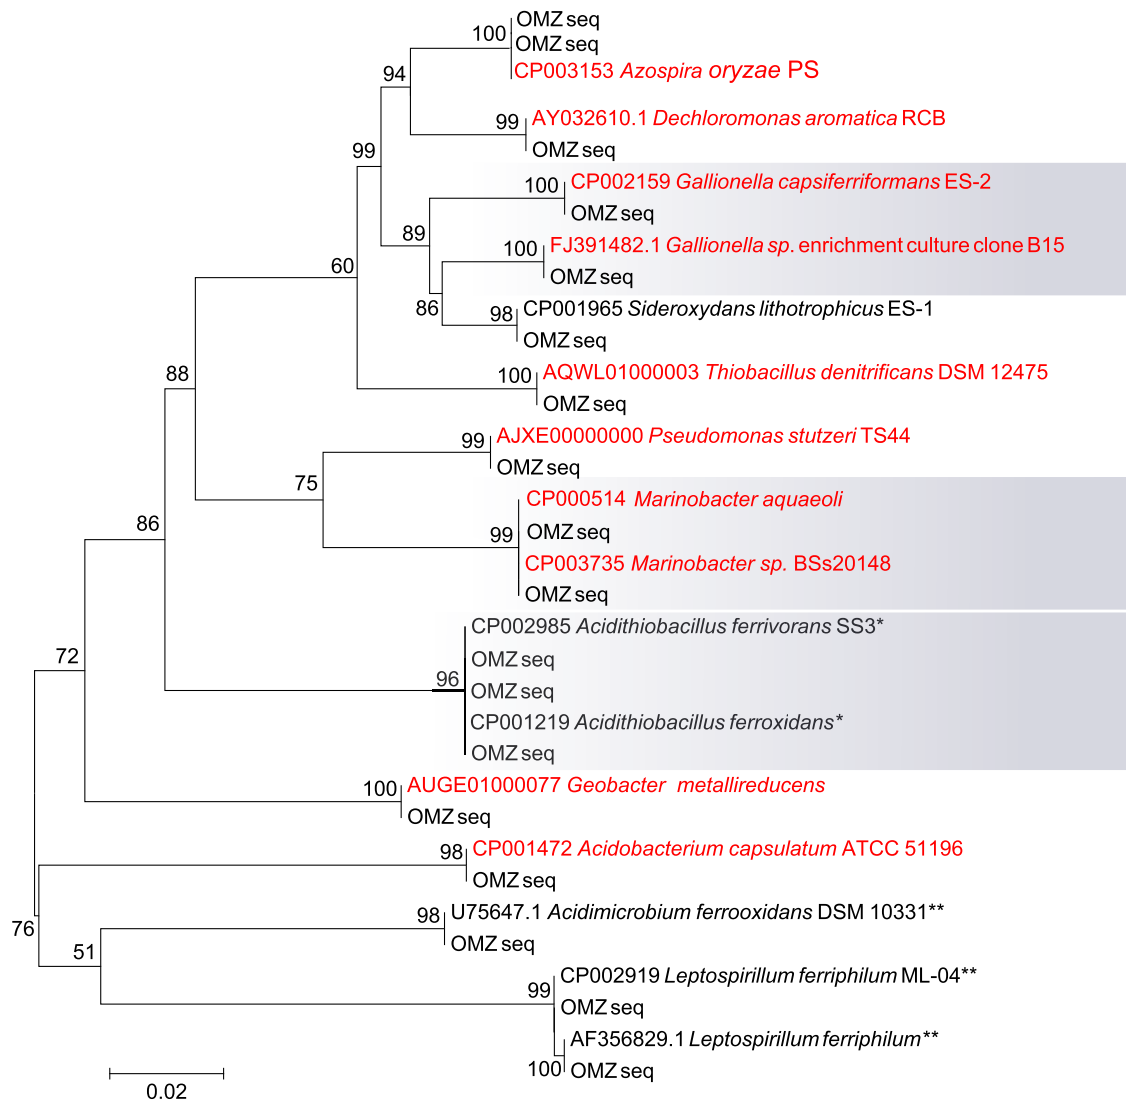 OMZ seq
100
OMZ seq
CP003153 Azospira oryzae PS
94
AY032610.1 Dechloromonas aromatica RCB
99
OMZ seq
99
CP002159 Gallionella capsiferriformans ES-2
100
OMZ seq
89
FJ391482.1 Gallionella sp. enrichment culture clone B15
100
OMZ seq
60
86
CP001965 Sideroxydans lithotrophicus ES-1
98
OMZ seq
88
AQWL01000003 Thiobacillus denitrificans DSM 12475
100
OMZ seq
AJXE00000000 Pseudomonas stutzeri TS44
99
OMZ seq
75
CP000514 Marinobacter aquaeoli
86
OMZ seq
99
CP003735 Marinobacter sp. BSs20148
OMZ seq
CP002985 Acidithiobacillus ferrivorans SS3*
72
OMZ seq
96
OMZ seq
CP001219 Acidithiobacillus ferroxidans*
OMZ seq
AUGE01000077 Geobacter metallireducens
100
OMZ seq
CP001472 Acidobacterium capsulatum ATCC 51196
98
OMZ seq
76
U75647.1 Acidimicrobium ferrooxidans DSM 10331**
98
OMZ seq
51
CP002919 Leptospirillum ferriphilum ML-04**
99
OMZ seq
AF356829.1 Leptospirillum ferriphilum**
100
OMZ seq
0.02